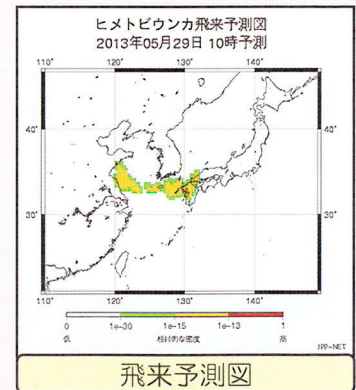 ヒメトビウンカ飛来予測図
2013年05月29日 10時予測
110° 120° 130° 140°
40° 40°
30° 30°
110° 120° 130° 140°
0 1e-30 1e-15 1e-13 1
低 相対的な密度 高
JPP-NET
飛来予測図